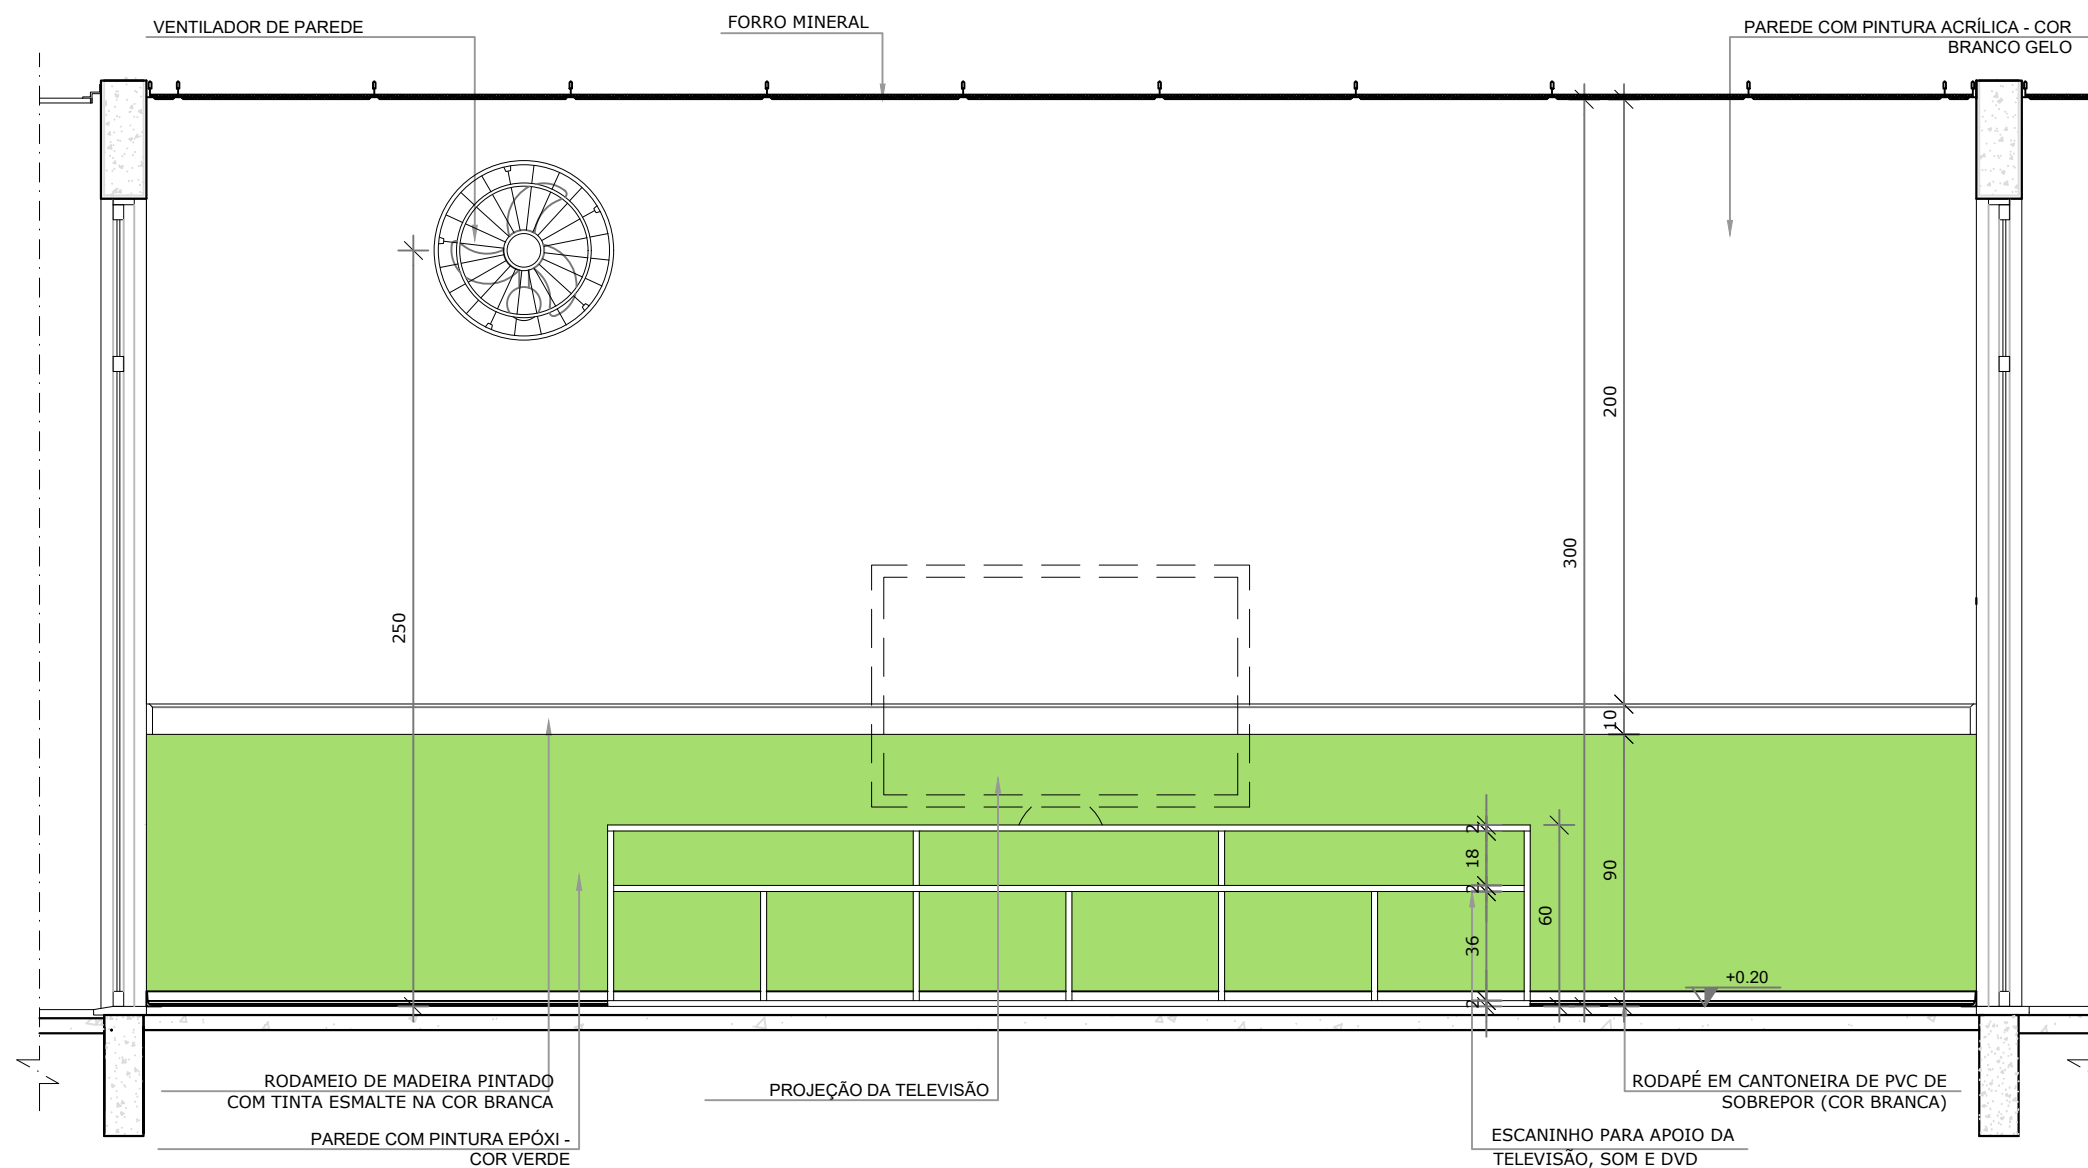 VENTILADOR DE PAREDE
FORRO MINERAL
PAREDE COM PINTURA ACRÍLICA - COR
BRANCO GELO
200
300
250
10
2
18
2
36
2
60
90
+0.20
RODAMEIO DE MADEIRA PINTADO
COM TINTA ESMALTE NA COR BRANCA
PROJEÇÃO DA TELEVISÃO
RODAPÉ EM CANTONEIRA DE PVC DE
SOBREPOR (COR BRANCA)
PAREDE COM PINTURA EPÓXI -
COR VERDE
ESCANINHO PARA APOIO DA
TELEVISÃO, SOM E DVD